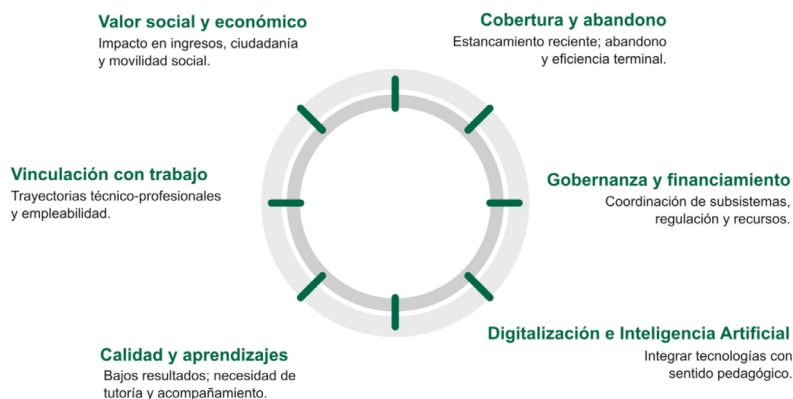 Valor social y económico
Impacto en ingresos, ciudadanía
y movilidad social.
Cobertura y abandono
Estancamiento reciente; abandono
y eficiencia terminal.
Vinculación con trabajo
Trayectorias técnico-profesionales
y empleabilidad.
Gobernanza y financiamiento
Coordinación de subsistemas,
regulación y recursos.
Calidad y aprendizajes
Bajos resultados; necesidad de
tutoría y acompañamiento.
Digitalización e Inteligencia Artificial
Integrar tecnologías con
sentido pedagógico.